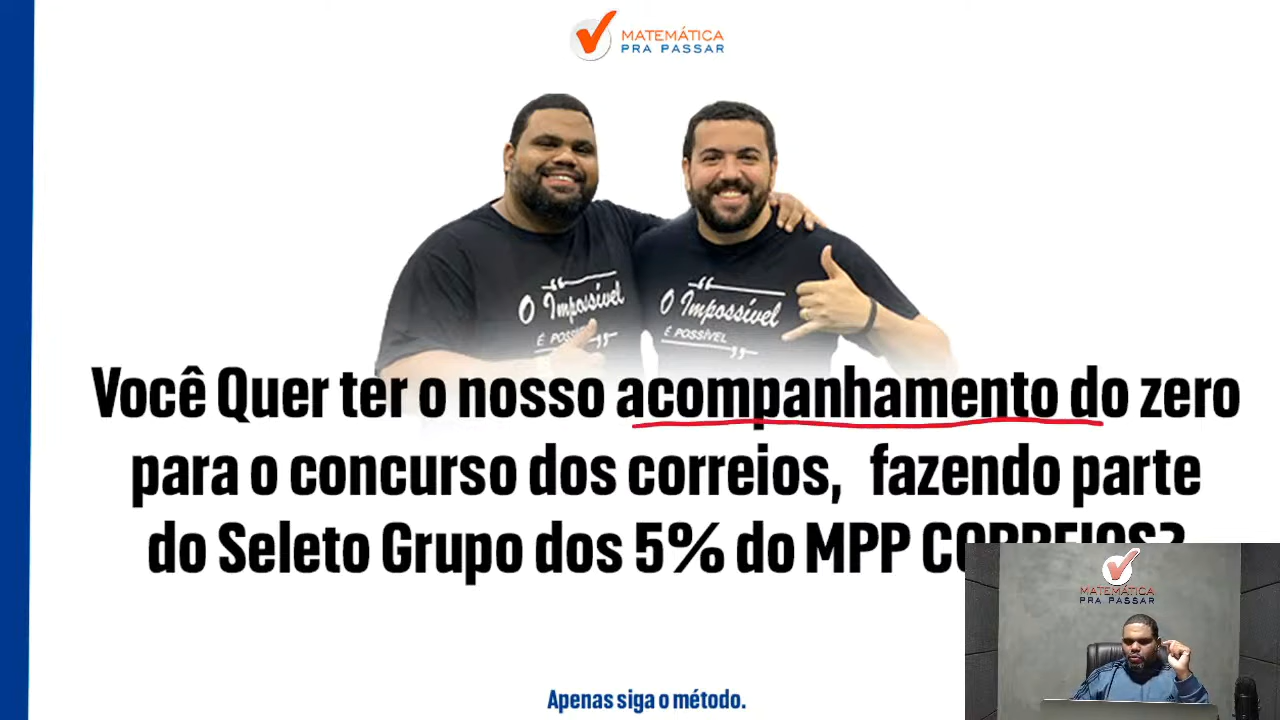 MATEMÁTICA
PRA PASSAR
O Impossível
É POSSÍVEL
O Impossível
É POSSÍVEL
Você Quer ter o nosso acompanhamento do zero
para o concurso dos correios, fazendo parte
do Seleto Grupo dos 5% do MPP CORREIOS?
Apenas siga o método.
MATEMÁTICA
PRA PASSAR